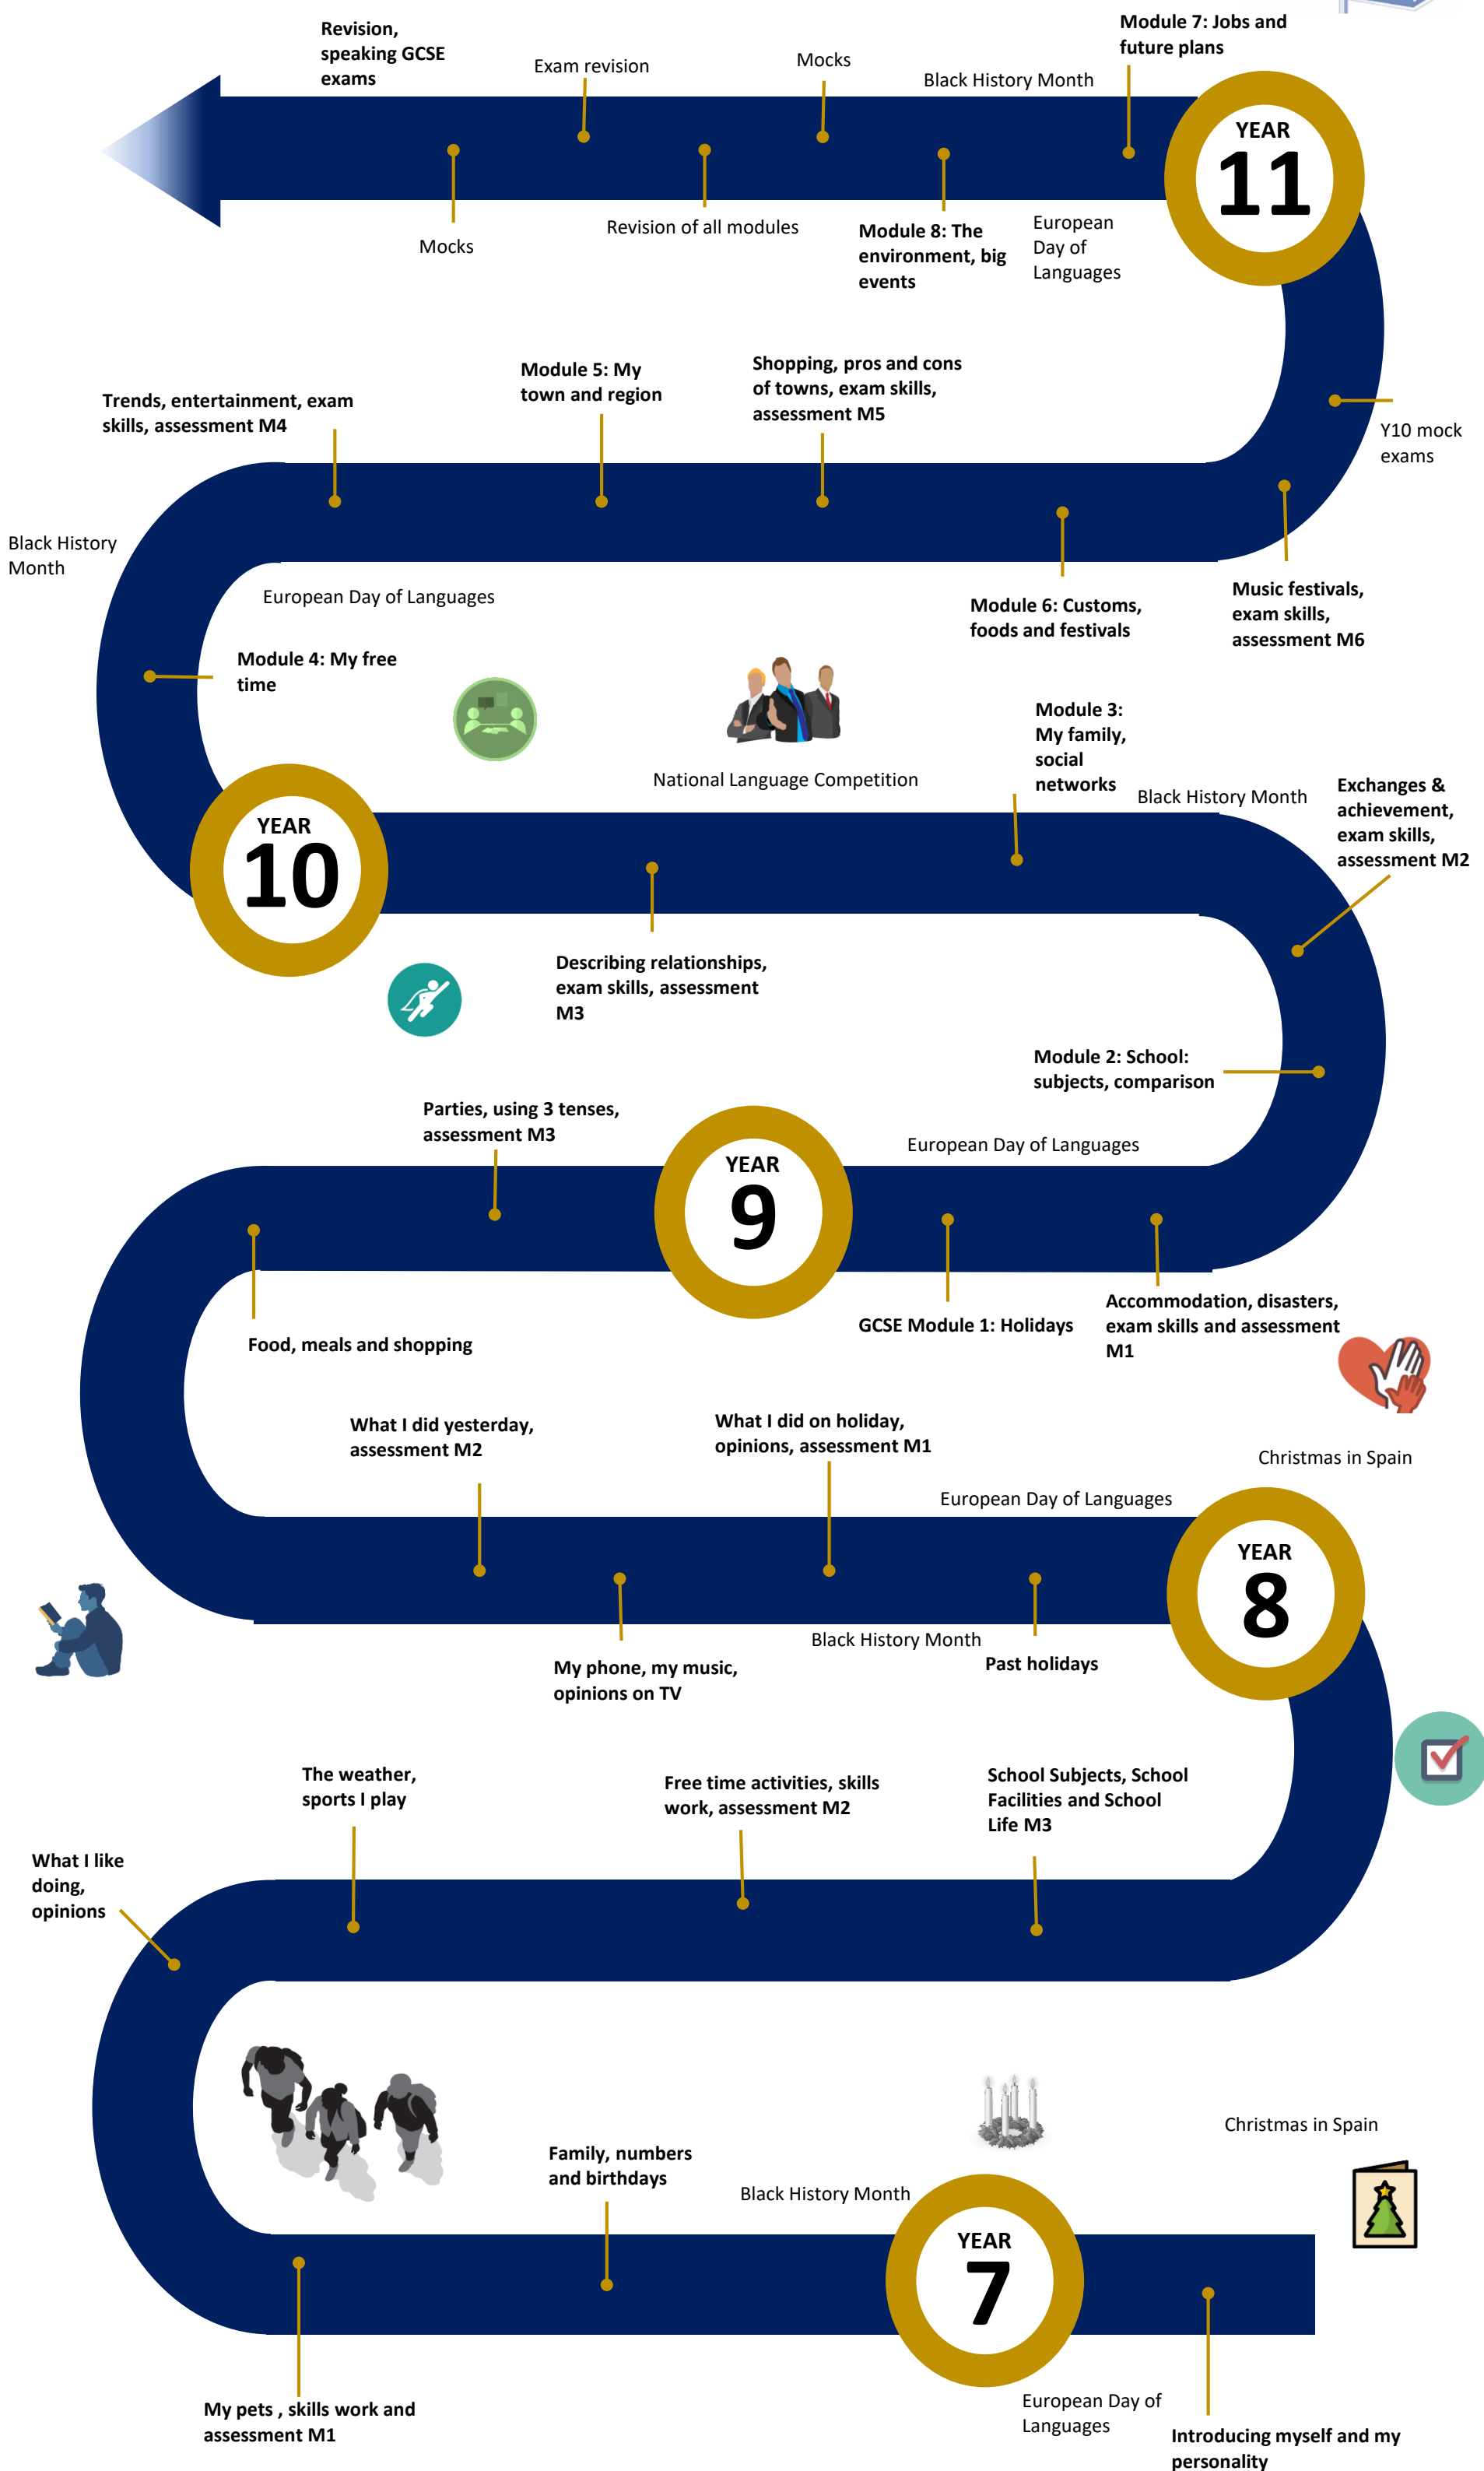 Revision,
speaking GCSE
exams
Exam revision
Mocks
Black History Month
Module 7: Jobs and
future plans
YEAR
11
Mocks
Revision of all modules
Module 8: The
environment, big
events
European
Day of
Languages
Trends, entertainment, exam
skills, assessment M4
Module 5: My
town and region
Shopping, pros and cons
of towns, exam skills,
assessment M5
Y10 mock
exams
Black History
Month
European Day of Languages
Module 6: Customs,
foods and festivals
Music festivals,
exam skills,
assessment M6
Module 4: My free
time
National Language Competition
Module 3:
My family,
social
networks
Black History Month
Exchanges &
achievement,
exam skills,
assessment M2
YEAR
10
Describing relationships,
exam skills, assessment
M3
Module 2: School:
subjects, comparison
Parties, using 3 tenses,
assessment M3
YEAR
9
European Day of Languages
Food, meals and shopping
GCSE Module 1: Holidays
Accommodation, disasters,
exam skills and assessment
M1
What I did yesterday,
assessment M2
What I did on holiday,
opinions, assessment M1
Christmas in Spain
European Day of Languages
YEAR
8
My phone, my music,
opinions on TV
Black History Month
Past holidays
The weather,
sports I play
Free time activities, skills
work, assessment M2
School Subjects, School
Facilities and School
Life M3
What I like
doing,
opinions
Family, numbers
and birthdays
Black History Month
Christmas in Spain
YEAR
7
My pets , skills work and
assessment M1
European Day of
Languages
Introducing myself and my
personality